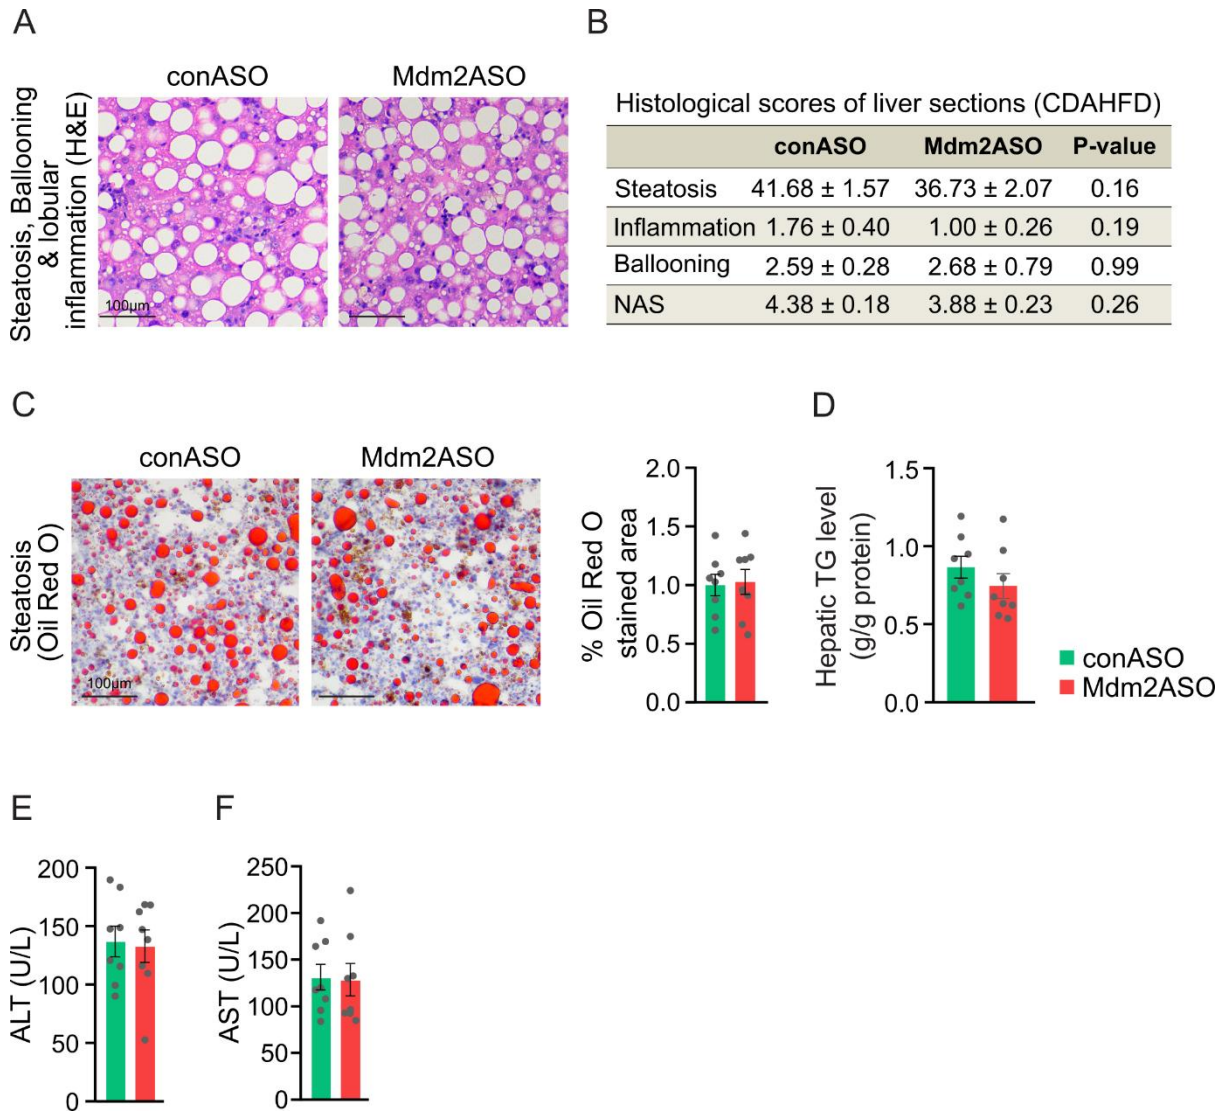 A
conASO
Mdm2ASO
Steatosis, Ballooning
& lobular
inflammation (H&E)
100μm
B
Histological scores of liver sections (CDAHFD)
conASO Mdm2ASO P-value
Steatosis 41.68 ± 1.57 36.73 ± 2.07 0.16
Inflammation 1.76 ± 0.40 1.00 ± 0.26 0.19
Ballooning 2.59 ± 0.28 2.68 ± 0.79 0.99
NAS 4.38 ± 0.18 3.88 ± 0.23 0.26
C
conASO
Mdm2ASO
Steatosis
(Oil Red O)
100μm
% Oil Red O
stained area
2.0
1.5
1.0
0.5
0.0
D
Hepatic TG level
(g/g protein)
1.5
1.0
0.5
0.0
conASO
Mdm2ASO
E
ALT (U/L)
200
150
100
50
0
F
AST (U/L)
250
200
150
100
50
0